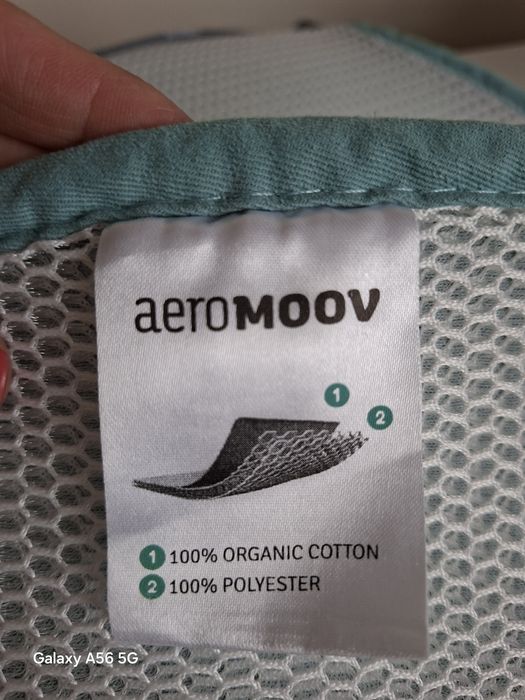 aeroMOOV
1
2
1 100% ORGANIC COTTON
2 100% POLYESTER
Galaxy A56 5G